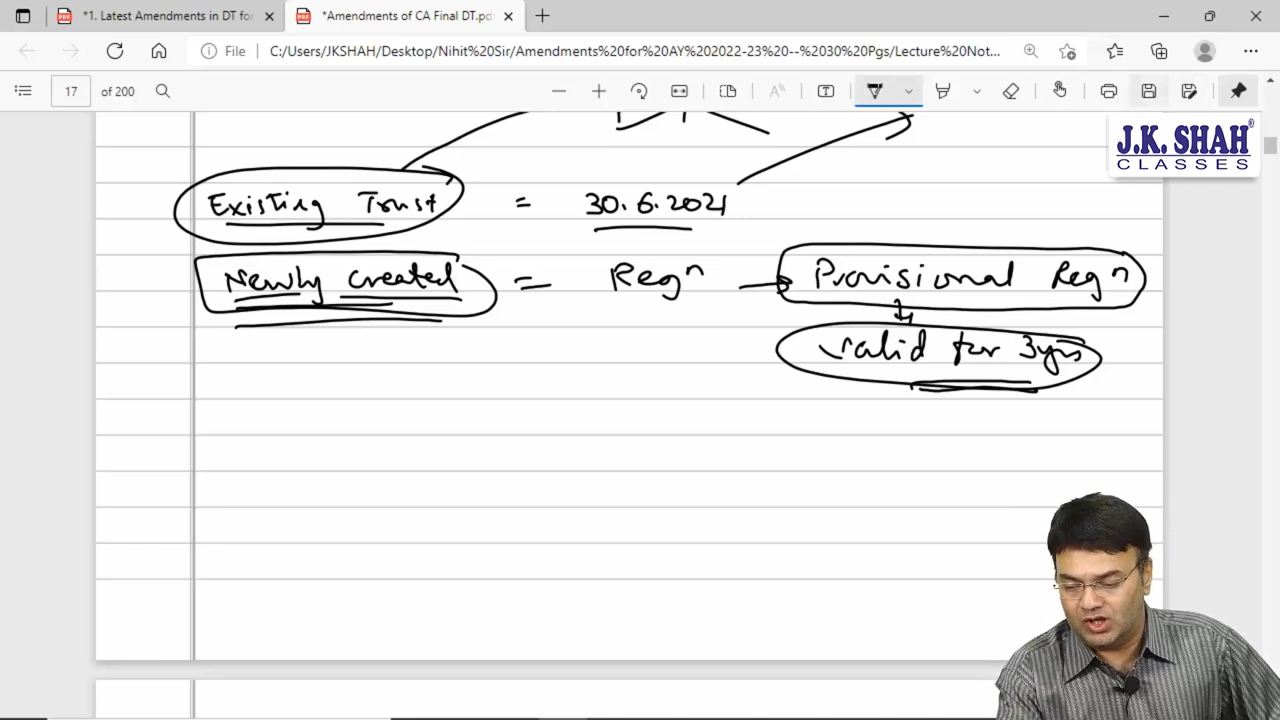 *1. Latest Amendments in DT for
*Amendments of CA Final DT.pd
File
C:/Users/JKSHAH/Desktop/Nihit%20Sir/Amendments%20for%20AY%202022-23%20--%2030%20Pgs/Lecture%20Not...
17 of 200
J.K. SHAH®
CLASSES
Existing Trust = 30.6.2021
Newly created = Regn → Provisional Regn
valid for 3yrs